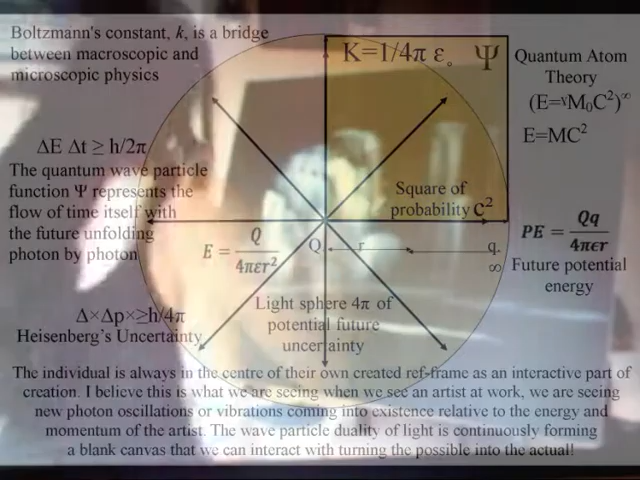 Boltzmann's constant, k, is a bridge
between macroscopic and
microscopic physics
K=1/4π ε。 Ψ
Quantum Atom
Theory
(E=ˠM₀C²)∞
E=MC²
ΔE Δt ≥ h/2π
The quantum wave particle
function Ψ represents the
flow of time itself with
the future unfolding
photon by photon
Square of
probability C²
E = Q/4πεr²
Q r q
∞
PE = Qq/4πεr
Future potential
energy
Light sphere 4π of
potential future
uncertainty
Δ×Δp×≥h/4π
Heisenberg's Uncertainty
The individual is always in the centre of their own created ref-frame as an interactive part of
creation. I believe this is what we are seeing when we see an artist at work, we are seeing
new photon oscillations or vibrations coming into existence relative to the energy and
momentum of the artist. The wave particle duality of light is continuously forming
a blank canvas that we can interact with turning the possible into the actual!